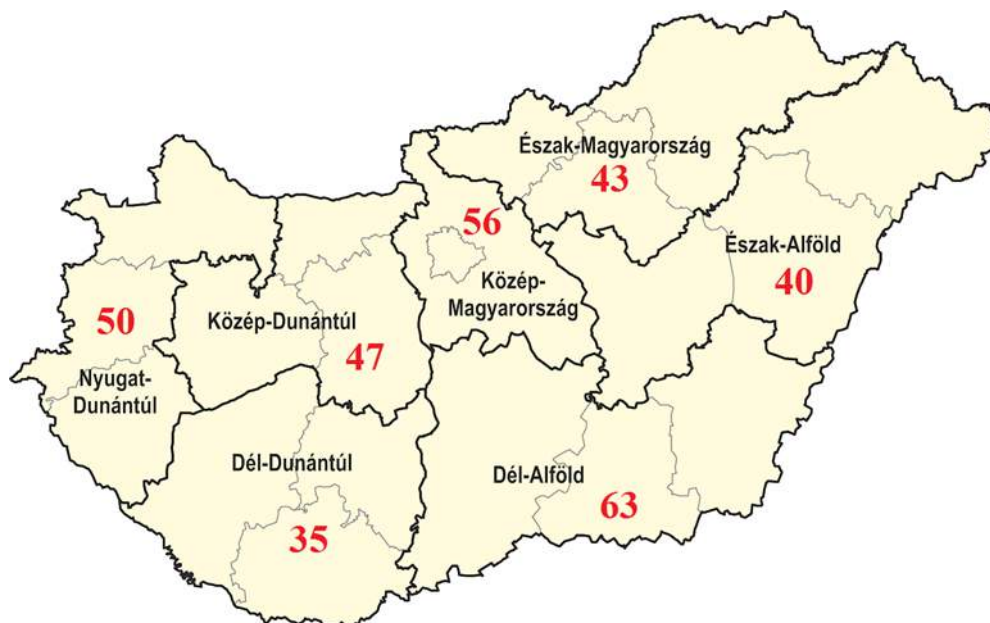 Észak-Magyarország
43
56
Észak-Alföld
40
Közép-
Magyarország
50
Közép-Dunántúl
47
Nyugat-
Dunántúl
Dél-Dunántúl
35
Dél-Alföld
63